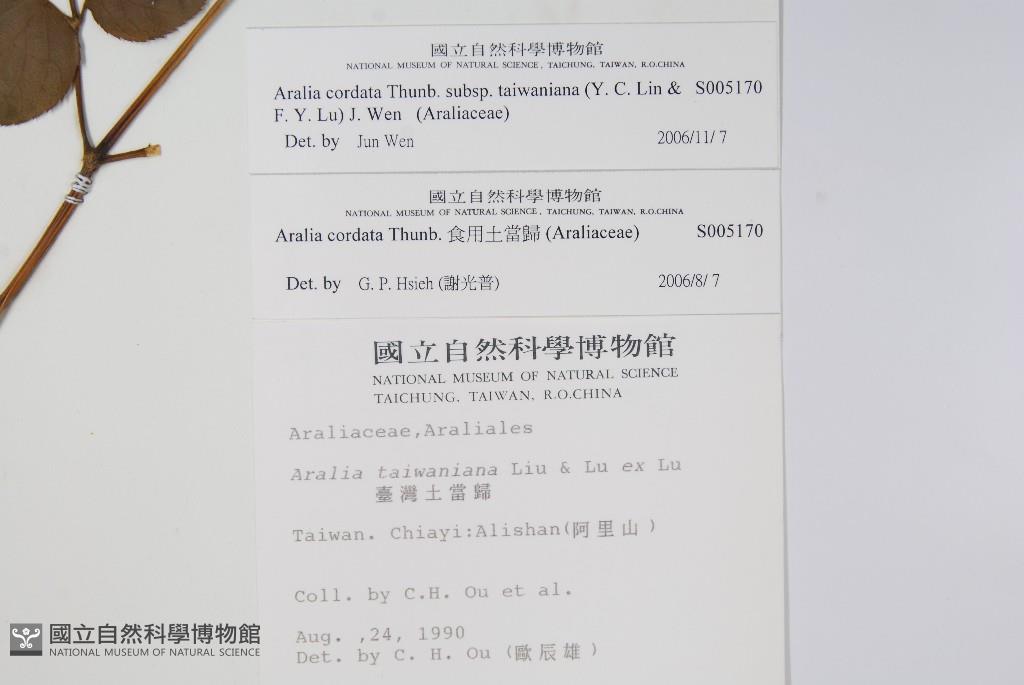 國立自然科學博物館
NATIONAL MUSEUM OF NATURAL SCIENCE, TAICHUNG, TAIWAN, R.O.CHINA
Aralia cordata Thunb. subsp. taiwaniana (Y. C. Lin & S005170
F. Y. Lu) J. Wen (Araliaceae)
Det. by Jun Wen 2006/11/ 7
國立自然科學博物館
NATIONAL MUSEUM OF NATURAL SCIENCE, TAICHUNG, TAIWAN, R.O.CHINA
Aralia cordata Thunb. 食用土當歸 (Araliaceae) S005170
Det. by G. P. Hsieh (謝光普) 2006/8/ 7
國立自然科學博物館
NATIONAL MUSEUM OF NATURAL SCIENCE
TAICHUNG, TAIWAN, R.O.CHINA
Araliaceae,Araliales
Aralia taiwaniana Liu & Lu ex Lu
臺灣土當歸
Taiwan. Chiayi:Alishan(阿里山 )
Coll. by C.H. Ou et al.
Aug. ,24, 1990
Det. by C. H. Ou (歐辰雄 )
國立自然科學博物館
NATIONAL MUSEUM OF NATURAL SCIENCE